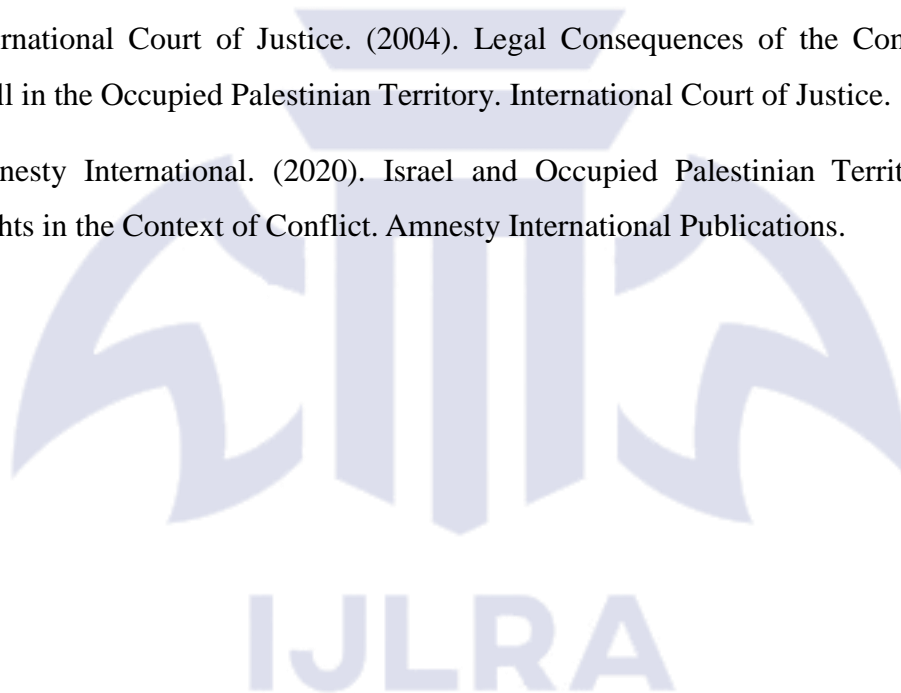 ernational Court of Justice. (2004). Legal Consequences of the Con
ll in the Occupied Palestinian Territory. International Court of Justice.
nesty International. (2020). Israel and Occupied Palestinian Territ
hts in the Context of Conflict. Amnesty International Publications.
IJLRA